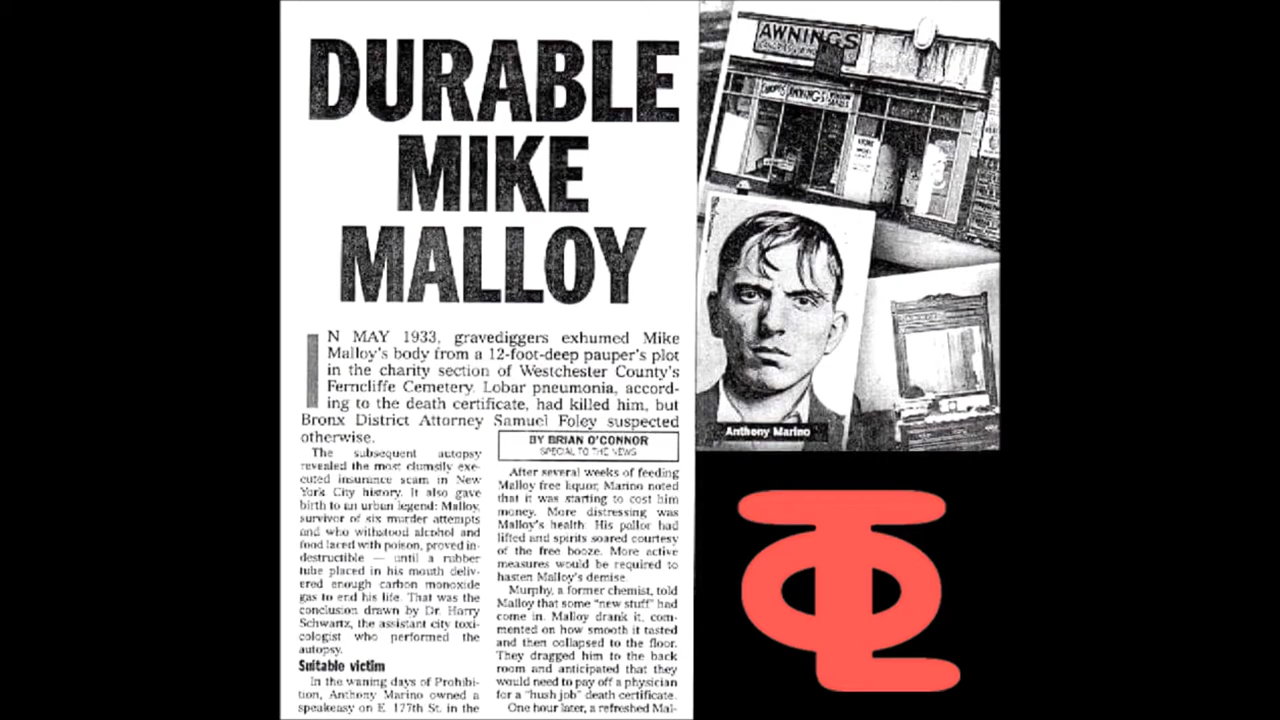 DURABLE
MIKE
MALLOY
IN MAY 1933, gravediggers exhumed Mike
Malloy's body from a 12-foot-deep pauper's plot
in the charity section of Westchester County's
Ferncliffe Cemetery. Lobar pneumonia, accord-
ing to the death certificate, had killed him, but
Bronx District Attorney Samuel Foley suspected
otherwise.
The subsequent autopsy
revealed the most clumsily exe-
cuted insurance scam in New
York City history. It also gave
birth to an urban legend: Malloy,
survivor of six murder attempts
and who withstood alcohol and
food laced with poison, proved in-
destructible — until a rubber
tube placed in his mouth deliv-
ered enough carbon monoxide
gas to end his life. That was the
conclusion drawn by Dr. Harry
Schwartz, the assistant city toxi-
cologist who performed the
autopsy.
Suitable victim
In the waning days of Prohibi-
tion, Anthony Marino owned a
speakeasy on E. 177th St. in the
BY BRIAN O'CONNOR
SPECIAL TO THE NEWS
After several weeks of feeding
Malloy free liquor, Marino noted
that it was starting to cost him
money. More distressing was
Malloy's health. His pallor had
lifted and spirits soared courtesy
of the free booze. More active
measures would be required to
hasten Malloy's demise.
Murphy, a former chemist, told
Malloy that some "new stuff" had
come in. Malloy drank it, com-
mented on how smooth it tasted
and then collapsed to the floor.
They dragged him to the back
room and anticipated that they
would need to pay off a physician
for a "hush job" death certificate.
One hour later, a refreshed Mal-
AWNINGS
AWNINGS
Anthony Marino